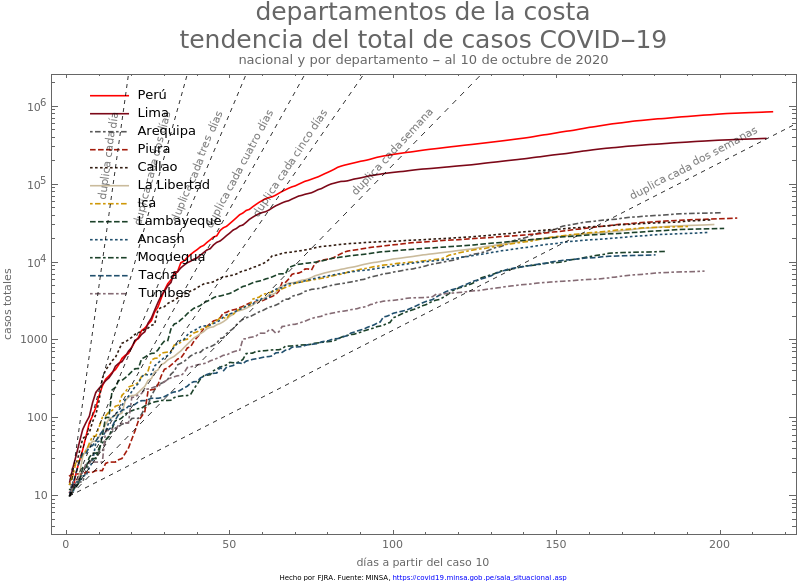 departamentos de la costa
tendencia del total de casos COVID−19
nacional y por departamento − al 10 de octubre de 2020
Perú
Lima
Arequipa
Piura
Callao
La Libertad
Ica
Lambayeque
Ancash
Moquegua
Tacna
Tumbes
duplica cada día
duplica cada dos días
duplica cada tres días
duplica cada cuatro días
duplica cada cinco días
duplica cada semana
duplica cada dos semanas
casos totales
10⁶
10⁵
10⁴
1000
100
10
0 50 100 150 200
días a partir del caso 10
Hecho por FJRA. Fuente: MINSA, https://covid19.minsa.gob.pe/sala_situacional.asp